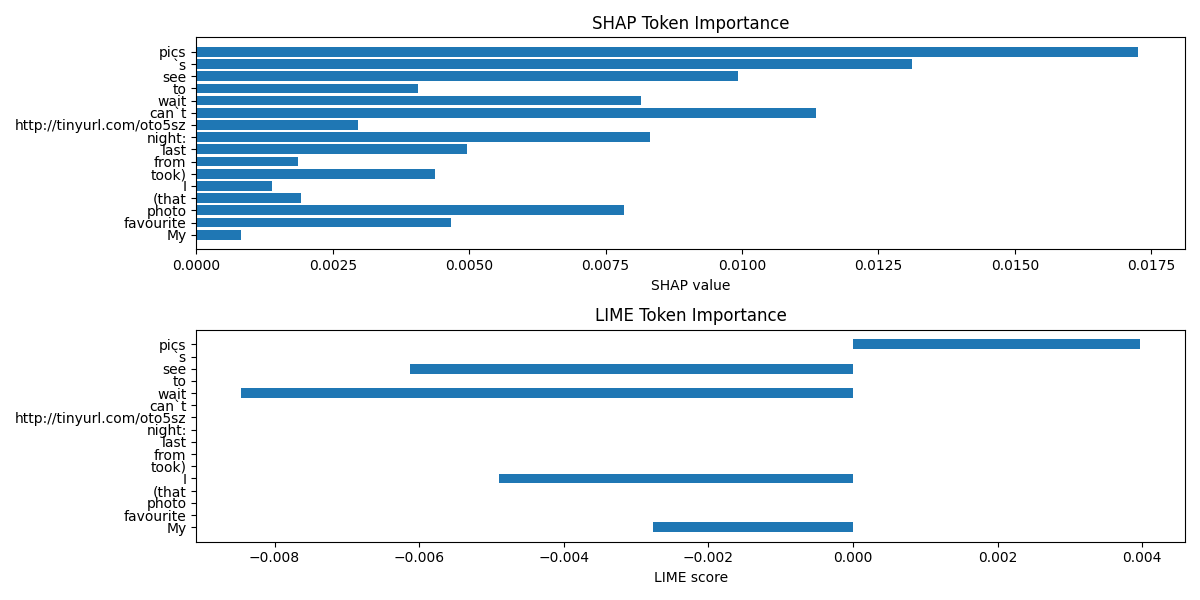 SHAP Token Importance
pics
`s
see
to
wait
can`t
http://tinyurl.com/oto5sz
night:
last
from
took)
I
(that
photo
favourite
My
0.0000 0.0025 0.0050 0.0075 0.0100 0.0125 0.0150 0.0175
SHAP value
LIME Token Importance
pics
`s
see
to
wait
can`t
http://tinyurl.com/oto5sz
night:
last
from
took)
I
(that
photo
favourite
My
−0.008 −0.006 −0.004 −0.002 0.000 0.002 0.004
LIME score